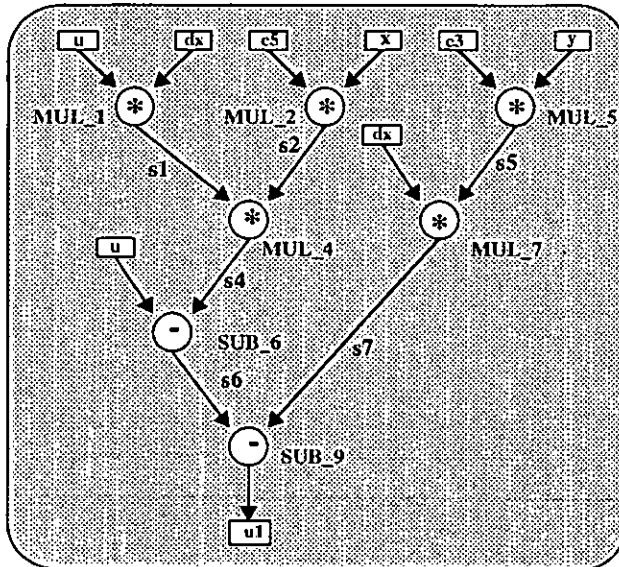 u dx c5 x c3 y
* * *
MUL_1 MUL_2 MUL_5
dx
s1 s2 s5
* *
u MUL_4 MUL_7
s4
- SUB_6
s6 s7
-
SUB_9
u1